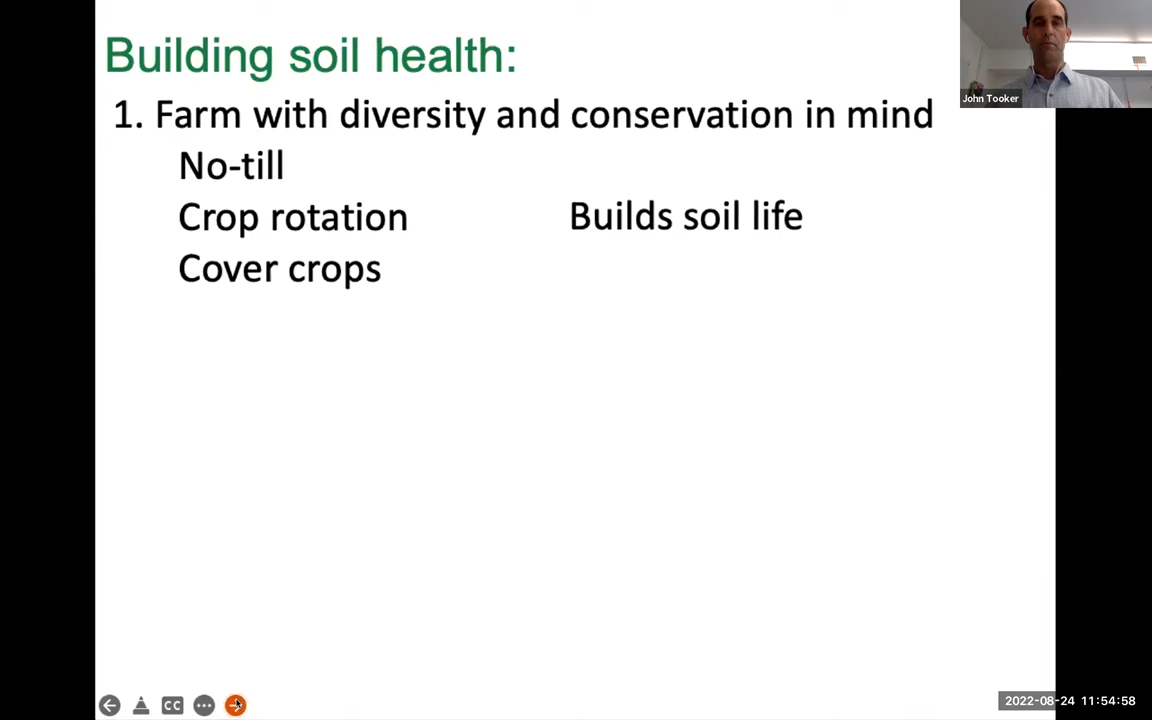 Building soil health:
1. Farm with diversity and conservation in mind
No-till
Crop rotation
Builds soil life
Cover crops
John Tooker
CC
2022-08-24 11:54:58